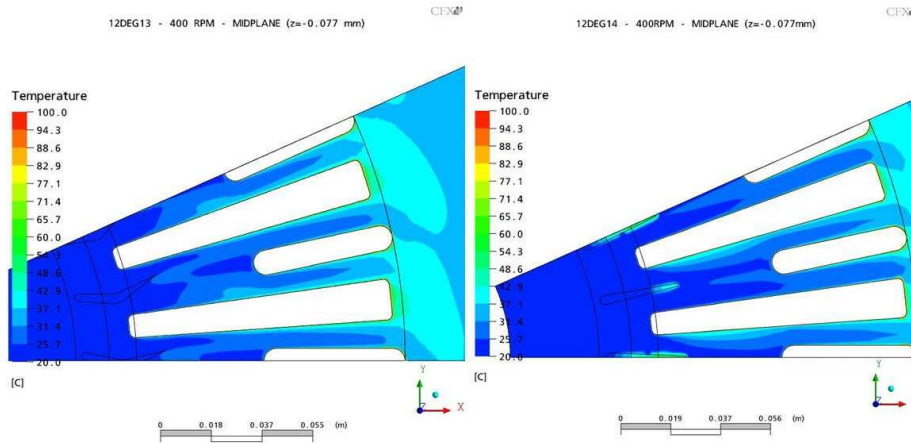 CFX
12DEG13 - 400 RPM - MIDPLANE (z=-0.077 mm)
Temperature
100.0
94.3
88.6
82.9
77.1
71.4
65.7
60.0
54.3
48.6
42.9
37.1
31.4
25.7
20.0
[C]
Y
Z
X
0 0.018 0.037 0.055 (m)
CFX
12DEG14 - 400RPM - MIDPLANE (z=-0.077mm)
Temperature
100.0
94.3
88.6
82.9
77.1
71.4
65.7
60.0
54.3
48.6
42.9
37.1
31.4
25.7
20.0
[C]
Y
Z
X
0 0.019 0.037 0.056 (m)